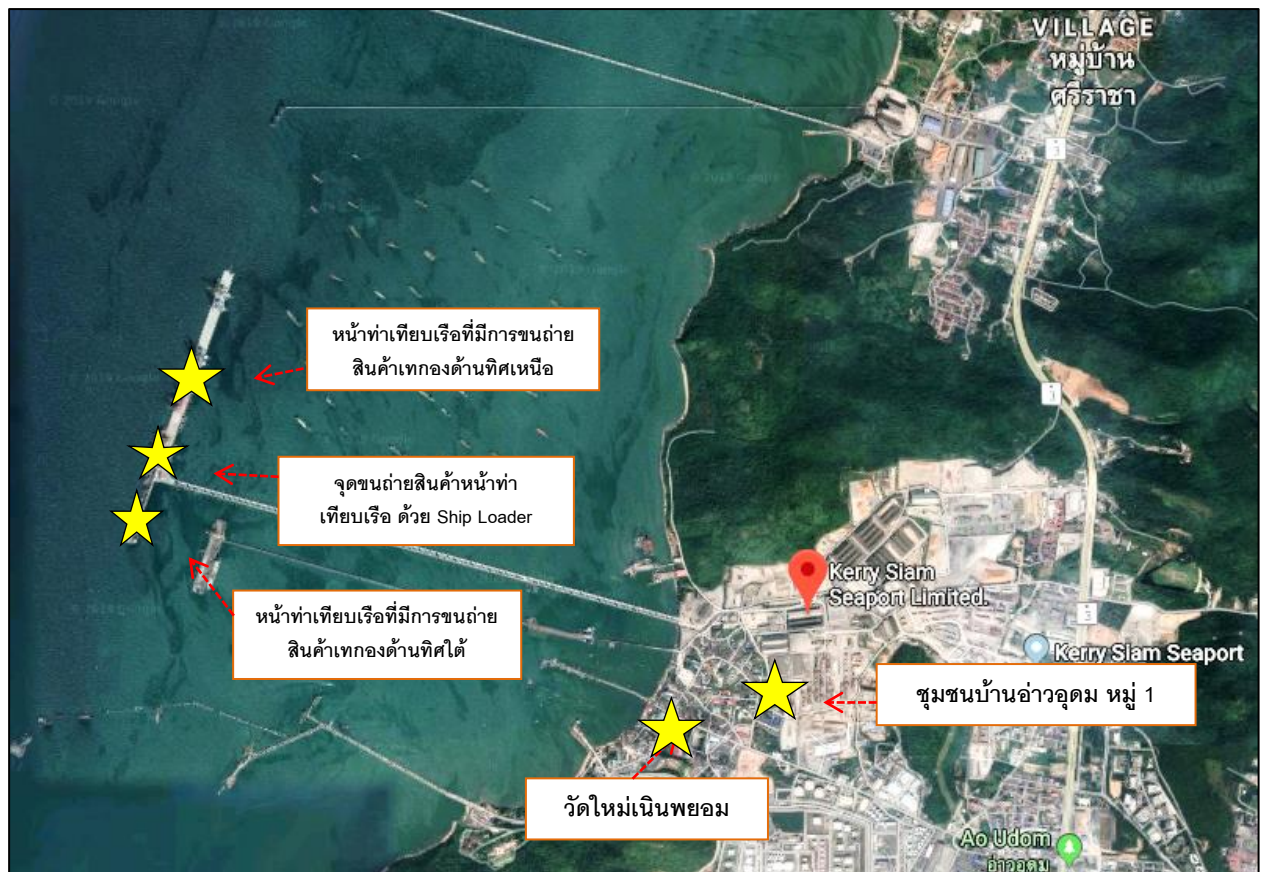 VILLAGE
หมู่บ้าน
ศรีราชา
© 2019 Google
© 2019 Google
หน้าท่าเทียบเรือที่มีการขนถ่าย
สินค้าเทกองด้านทิศเหนือ
จุดขนถ่ายสินค้าหน้าท่า
เทียบเรือ ด้วย Ship Loader
Kerry Siam
Seaport Limited.
หน้าท่าเทียบเรือที่มีการขนถ่าย
สินค้าเทกองด้านทิศใต้
Kerry Siam Seaport
ชุมชนบ้านอ่าวอุดม หมู่ 1
วัดใหม่เนินพยอม
Ao Udom
อ่าวอุดม